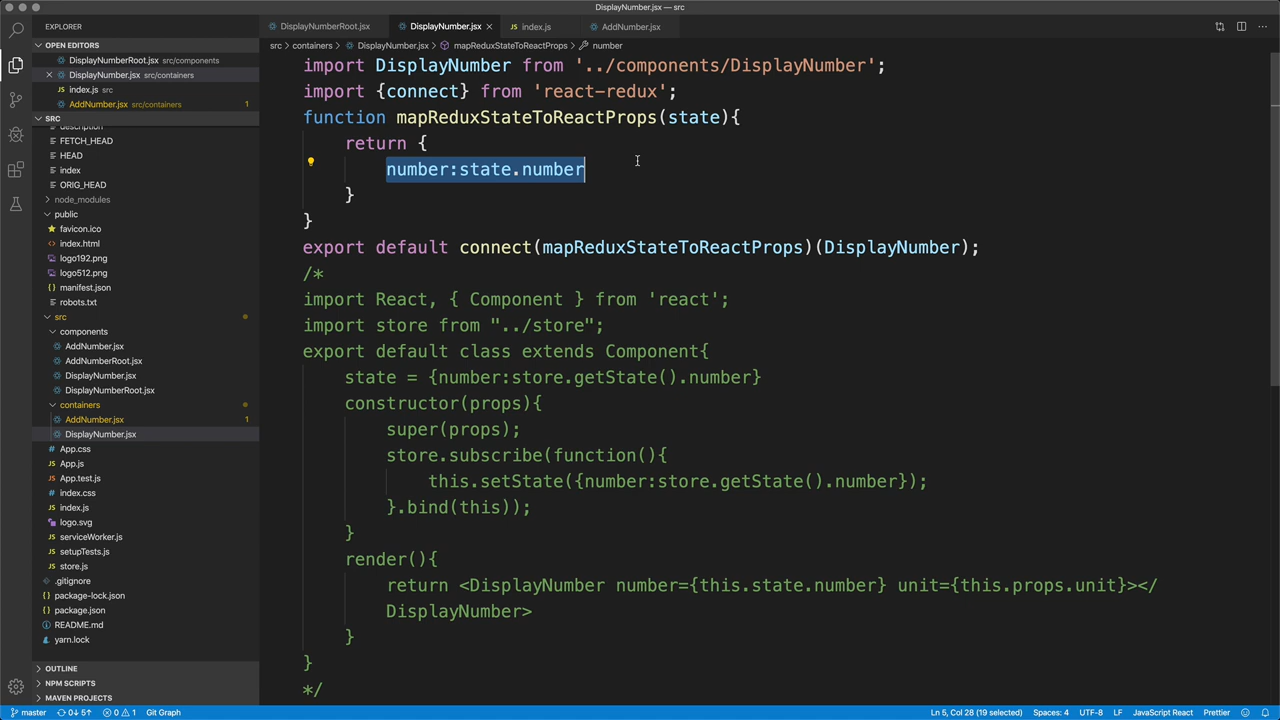 DisplayNumber.jsx — src
EXPLORER
DisplayNumberRoot.jsx
DisplayNumber.jsx
index.js
AddNumber.jsx
OPEN EDITORS
DisplayNumberRoot.jsx src/components
DisplayNumber.jsx src/containers
index.js src
AddNumber.jsx src/containers 1
SRC
description
FETCH_HEAD
HEAD
index
ORIG_HEAD
node_modules
public
favicon.ico
index.html
logo192.png
logo512.png
manifest.json
robots.txt
src
components
AddNumber.jsx
AddNumberRoot.jsx
DisplayNumber.jsx
DisplayNumberRoot.jsx
containers
AddNumber.jsx 1
DisplayNumber.jsx
App.css
App.js
App.test.js
index.css
index.js
logo.svg
serviceWorker.js
setupTests.js
store.js
.gitignore
package-lock.json
package.json
README.md
yarn.lock
OUTLINE
NPM SCRIPTS
MAVEN PROJECTS
src > containers > DisplayNumber.jsx > mapReduxStateToReactProps > number
import DisplayNumber from '../components/DisplayNumber';
import {connect} from 'react-redux';
function mapReduxStateToReactProps(state){
return {
number:state.number
}
}
export default connect(mapReduxStateToReactProps)(DisplayNumber);
/*
import React, { Component } from 'react';
import store from "../store";
export default class extends Component{
state = {number:store.getState().number}
constructor(props){
super(props);
store.subscribe(function(){
this.setState({number:store.getState().number});
}.bind(this));
}
render(){
return <DisplayNumber number={this.state.number} unit={this.props.unit}></
DisplayNumber>
}
}
*/
master 0↓ 5↑ 0 1 Git Graph
Ln 5, Col 28 (19 selected) Spaces: 4 UTF-8 LF JavaScript React Prettier